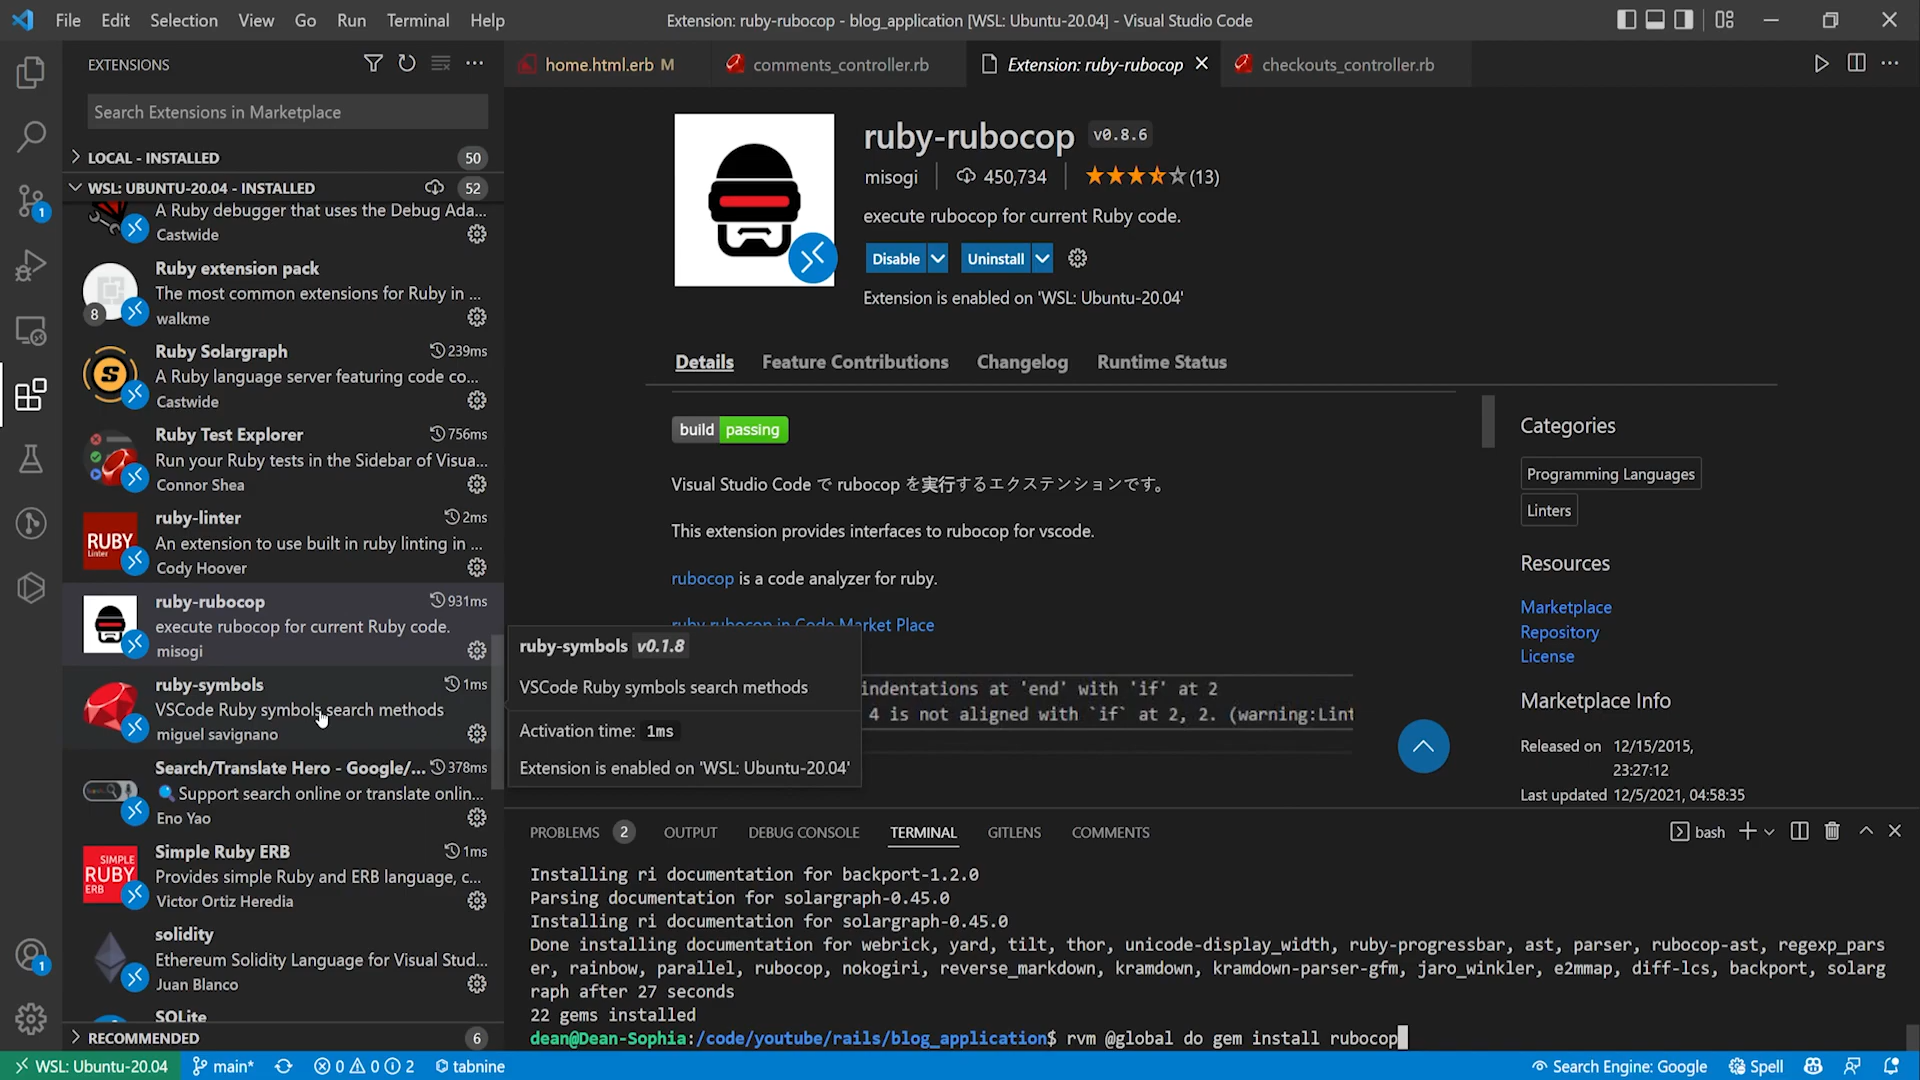 File Edit Selection View Go Run Terminal Help
Extension: ruby-rubocop - blog_application [WSL: Ubuntu-20.04] - Visual Studio Code
EXTENSIONS
home.html.erb M
comments_controller.rb
Extension: ruby-rubocop
checkouts_controller.rb
Search Extensions in Marketplace
LOCAL - INSTALLED 50
WSL: UBUNTU-20.04 - INSTALLED 52
A Ruby debugger that uses the Debug Ada...
Castwide
Ruby extension pack
The most common extensions for Ruby in ...
8 walkme
Ruby Solargraph 239ms
S
A Ruby language server featuring code co...
Castwide
Ruby Test Explorer 756ms
Run your Ruby tests in the Sidebar of Visua...
Connor Shea
ruby-linter 2ms
RUBY
Linter
An extension to use built in ruby linting in ...
Cody Hoover
ruby-rubocop 931ms
execute rubocop for current Ruby code.
misogi
ruby-symbols 1ms
VSCode Ruby symbols search methods
miguel savignano
Search/Translate Hero - Google/... 378ms
Support search online or translate onlin...
Eno Yao
Simple Ruby ERB 1ms
SIMPLE
RUBY
ERB
Provides simple Ruby and ERB language, c...
Victor Ortiz Heredia
solidity
Ethereum Solidity Language for Visual Stud...
Juan Blanco
SQLite
RECOMMENDED 6
1
1
ruby-rubocop v0.8.6
misogi 450,734 (13)
execute rubocop for current Ruby code.
Disable Uninstall
Extension is enabled on 'WSL: Ubuntu-20.04'
Details Feature Contributions Changelog Runtime Status
build passing
Visual Studio Code で rubocop を実行するエクステンションです。
This extension provides interfaces to rubocop for vscode.
rubocop is a code analyzer for ruby.
ruby-rubocop in Code Market Place
indentations at 'end' with 'if' at 2
4 is not aligned with `if` at 2, 2. (warning:Lint
ruby-symbols v0.1.8
VSCode Ruby symbols search methods
Activation time: 1ms
Extension is enabled on 'WSL: Ubuntu-20.04'
Categories
Programming Languages
Linters
Resources
Marketplace
Repository
License
Marketplace Info
Released on 12/15/2015,
23:27:12
Last updated 12/5/2021, 04:58:35
PROBLEMS 2 OUTPUT DEBUG CONSOLE TERMINAL GITLENS COMMENTS
bash
Installing ri documentation for backport-1.2.0
Parsing documentation for solargraph-0.45.0
Installing ri documentation for solargraph-0.45.0
Done installing documentation for webrick, yard, tilt, thor, unicode-display_width, ruby-progressbar, ast, parser, rubocop-ast, regexp_pars
er, rainbow, parallel, rubocop, nokogiri, reverse_markdown, kramdown, kramdown-parser-gfm, jaro_winkler, e2mmap, diff-lcs, backport, solarg
raph after 27 seconds
22 gems installed
dean@Dean-Sophia:/code/youtube/rails/blog_application$ rvm @global do gem install rubocop
WSL: Ubuntu-20.04 main* 0 0 2 tabnine
Search Engine: Google Spell